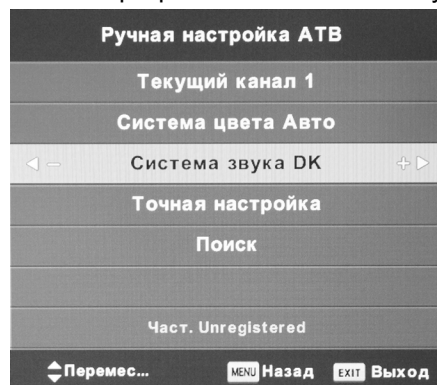 Ручная настройка АТВ
Текущий канал 1
Система цвета Авто
Система звука DK
Точная настройка
Поиск
Част. Unregistered
Перемес... MENU Назад EXIT Выход